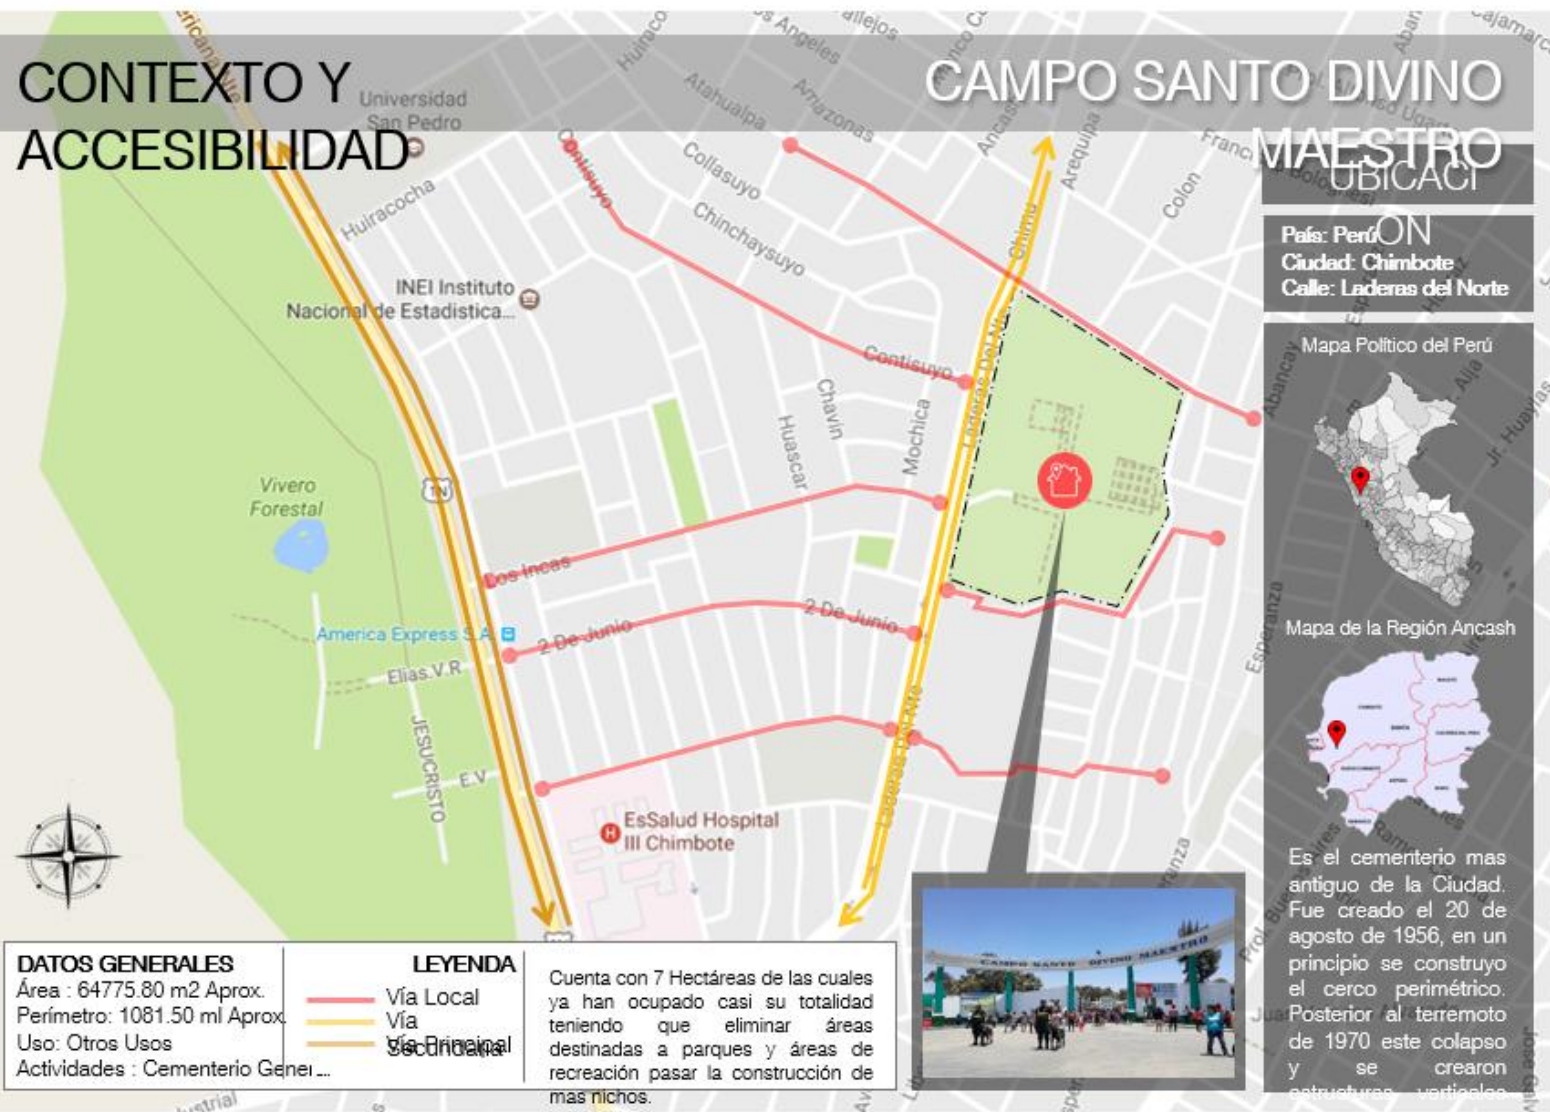 CONTEXTO Y
ACCESIBILIDAD
CAMPO SANTO DIVINO
MAESTRO
UBICACI
ON
País: Perú
Ciudad: Chimbote
Calle: Laderas del Norte
Mapa Político del Perú
Mapa de la Región Ancash
Es el cementerio mas
antiguo de la Ciudad.
Fue creado el 20 de
agosto de 1956, en un
principio se construyo
el cerco perimétrico.
Posterior al terremoto
de 1970 este colapso
y se crearon
estructuras verticales
Universidad
San Pedro
Huiracocha
INEI Instituto
Nacional de Estadistica...
Contisuyo
Atahualpa
Amazonas
Collasuyo
Chinchaysuyo
Contisuyo
Chavin
Huascar
Mochica
Chimu
Arequipa
Colon
Laderas Del Nte
Abancay
Jr. Huaylas
Esperanza
Vivero
Forestal
1N
Los Incas
America Express S.A
2 De Junio
2 De Junio
Elias.V.R
JESUCRISTO
E.V
Laderas Del Nte
EsSalud Hospital
III Chimbote
H
CAMPO SANTO DIVINO MAESTRO
DATOS GENERALES
Área : 64775.80 m2 Aprox.
Perímetro: 1081.50 ml Aprox.
Uso: Otros Usos
Actividades : Cementerio Gener...
LEYENDA
Vía Local
Vía
Secundaria
Vía Principal
Cuenta con 7 Hectáreas de las cuales
ya han ocupado casi su totalidad
teniendo que eliminar áreas
destinadas a parques y áreas de
recreación pasar la construcción de
mas nichos.